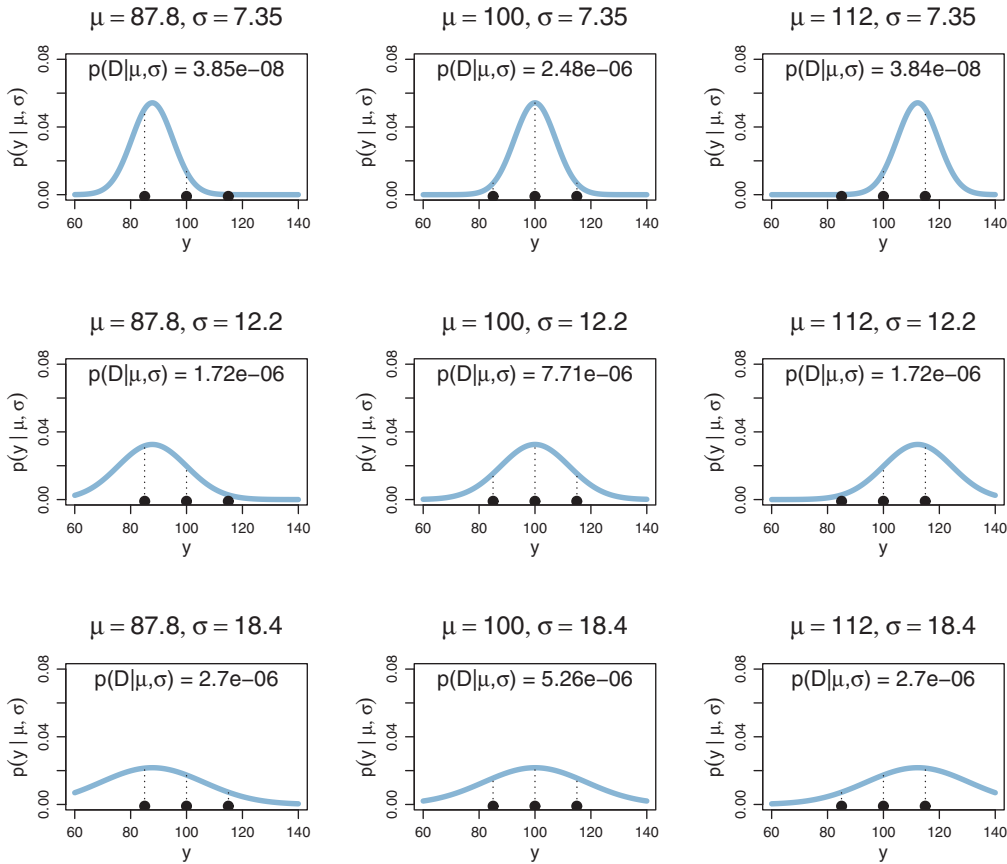 μ = 87.8, σ = 7.35
p(D|μ,σ) = 3.85e−08
p(y | μ, σ)
0.00 0.04 0.08
60 80 100 120 140
y
μ = 100, σ = 7.35
p(D|μ,σ) = 2.48e−06
p(y | μ, σ)
0.00 0.04 0.08
60 80 100 120 140
y
μ = 112, σ = 7.35
p(D|μ,σ) = 3.84e−08
p(y | μ, σ)
0.00 0.04 0.08
60 80 100 120 140
y
μ = 87.8, σ = 12.2
p(D|μ,σ) = 1.72e−06
p(y | μ, σ)
0.00 0.04 0.08
60 80 100 120 140
y
μ = 100, σ = 12.2
p(D|μ,σ) = 7.71e−06
p(y | μ, σ)
0.00 0.04 0.08
60 80 100 120 140
y
μ = 112, σ = 12.2
p(D|μ,σ) = 1.72e−06
p(y | μ, σ)
0.00 0.04 0.08
60 80 100 120 140
y
μ = 87.8, σ = 18.4
p(D|μ,σ) = 2.7e−06
p(y | μ, σ)
0.00 0.04 0.08
60 80 100 120 140
y
μ = 100, σ = 18.4
p(D|μ,σ) = 5.26e−06
p(y | μ, σ)
0.00 0.04 0.08
60 80 100 120 140
y
μ = 112, σ = 18.4
p(D|μ,σ) = 2.7e−06
p(y | μ, σ)
0.00 0.04 0.08
60 80 100 120 140
y